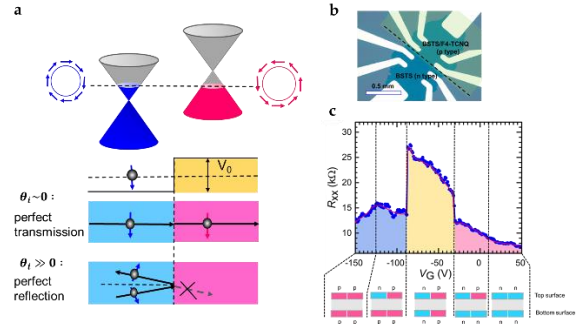 a
V₀
θᵢ~0 :
perfect
transmission
θᵢ ≫ 0 :
perfect
reflection
b
BSTS/F4-TCNQ
(p type)
BSTS (n type)
0.5 mm
c
Rxx (kΩ)
30
25
20
15
10
-150 -100 -50 0 50
VG (V)
p p n p n p n n n n
Top surface
Bottom surface
p p p p p p p p n n